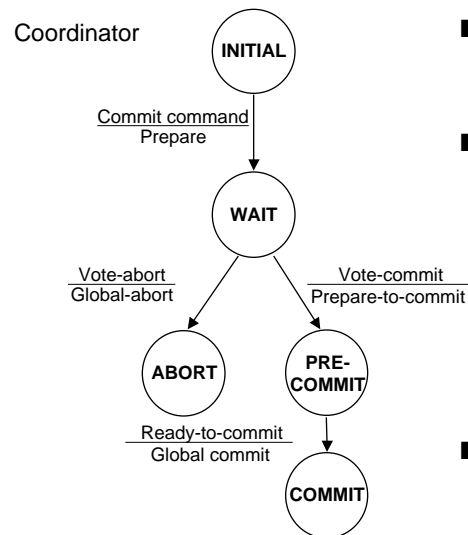 Coordinator
INITIAL
Commit command
Prepare
WAIT
Vote-abort
Global-abort
Vote-commit
Prepare-to-commit
ABORT
PRE-
COMMIT
Ready-to-commit
Global commit
COMMIT